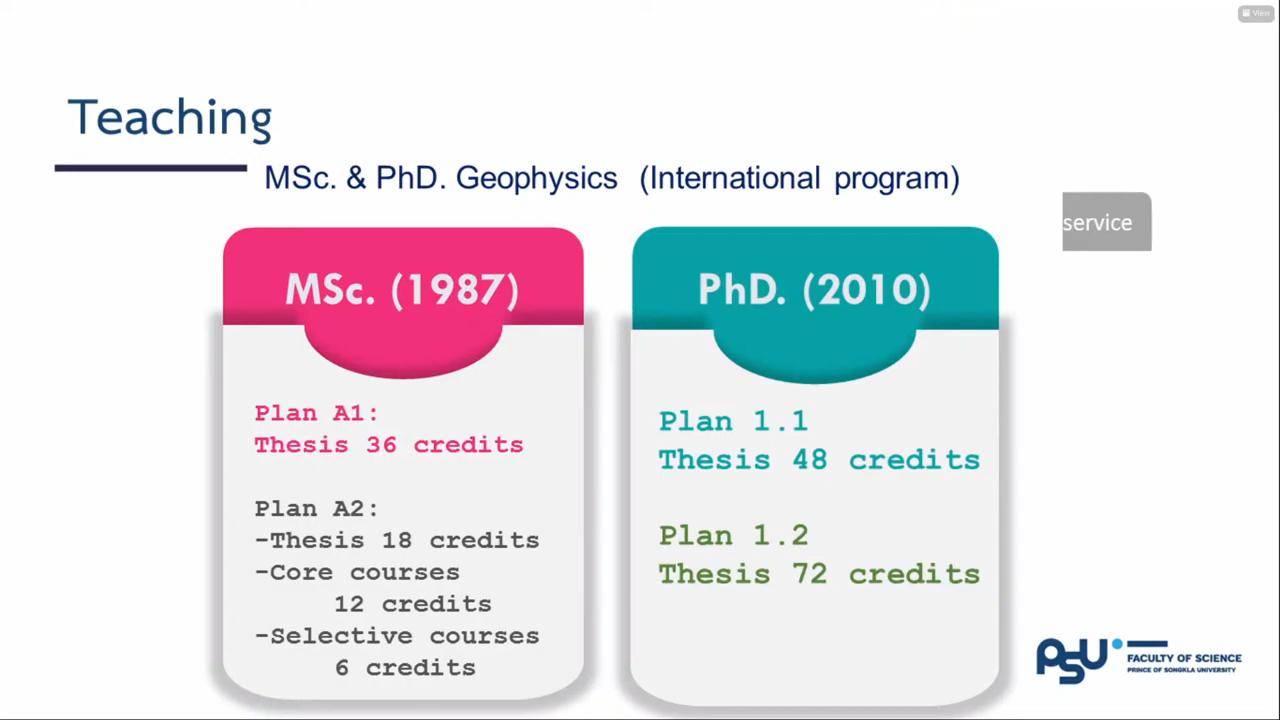 View
Teaching
MSc. & PhD. Geophysics (International program)
service
MSc. (1987)
Plan A1:
Thesis 36 credits
Plan A2:
-Thesis 18 credits
-Core courses
12 credits
-Selective courses
6 credits
PhD. (2010)
Plan 1.1
Thesis 48 credits
Plan 1.2
Thesis 72 credits
PSU
FACULTY OF SCIENCE
PRINCE OF SONGKLA UNIVERSITY